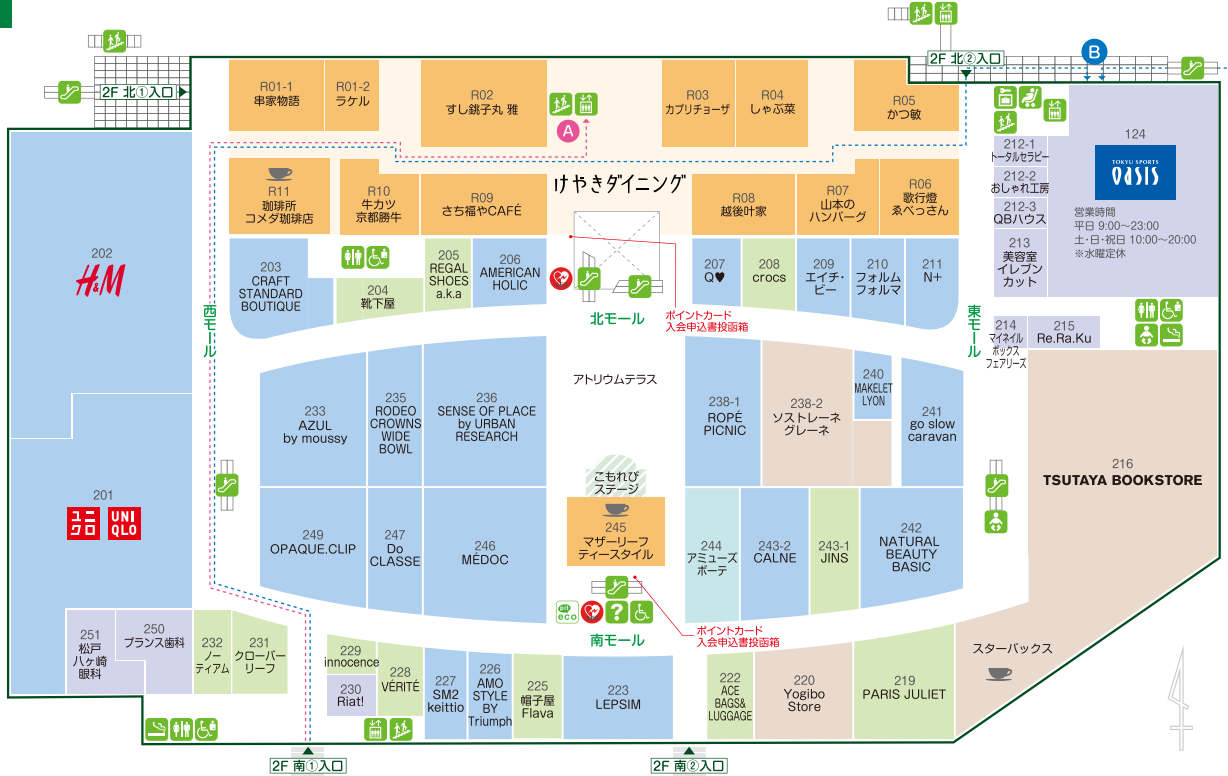 2F 北①入口
2F 北②入口
B
R01-1
串家物語
R01-2
ラケル
R02
すし銚子丸 雅
A
R03
カプリチョーザ
R04
しゃぶ菜
R05
かつ敏
R11
珈琲所
コメダ珈琲店
R10
牛カツ
京都勝牛
R09
さち福やCAFÉ
けやきダイニング
R08
越後叶家
R07
山本の
ハンバーグ
R06
歌行燈
ゑべっさん
212-1
トータルセラピー
212-2
おしゃれ工房
212-3
QBハウス
213
美容室
イレブン
カット
124
TOKYU SPORTS
OASIS
営業時間
平日 9:00〜23:00
土・日・祝日 10:00〜20:00
※水曜定休
202
H&M
203
CRAFT
STANDARD
BOUTIQUE
204
靴下屋
205
REGAL
SHOES
a.k.a
206
AMERICAN
HOLIC
207
Q♥
208
crocs
209
エイチ・
ビー
210
フォルム
フォルマ
211
N+
西モール
北モール
ポイントカード
入会申込書投函箱
東モール
214
マイネイル
ボックス
フェアリーズ
215
Re.Ra.Ku
アトリウムテラス
233
AZUL
by moussy
235
RODEO
CROWNS
WIDE
BOWL
236
SENSE OF PLACE
by URBAN
RESEARCH
238-1
ROPÉ
PICNIC
238-2
ソストレーネ
グレーネ
240
MAKELET
LYON
241
go slow
caravan
216
TSUTAYA BOOKSTORE
201
ユニ
クロ
UNI
QLO
こもれび
ステージ
245
マザーリーフ
ティースタイル
249
OPAQUE.CLIP
247
Do
CLASSE
246
MÉDOC
244
アミューズ
ボーテ
243-2
CALNE
243-1
JINS
242
NATURAL
BEAUTY
BASIC
pit
eco
?
南モール
ポイントカード
入会申込書投函箱
251
松戸
八ヶ崎
眼科
250
ブランス歯科
232
ノー
ティアム
231
クローバー
リーフ
229
innocence
230
Riat!
228
VÉRITÉ
227
SM2
keittio
226
AMO
STYLE
BY
Triumph
225
帽子屋
Flava
223
LEPSIM
222
ACE
BAGS&
LUGGAGE
220
Yogibo
Store
219
PARIS JULIET
スターバックス
2F 南①入口
2F 南②入口